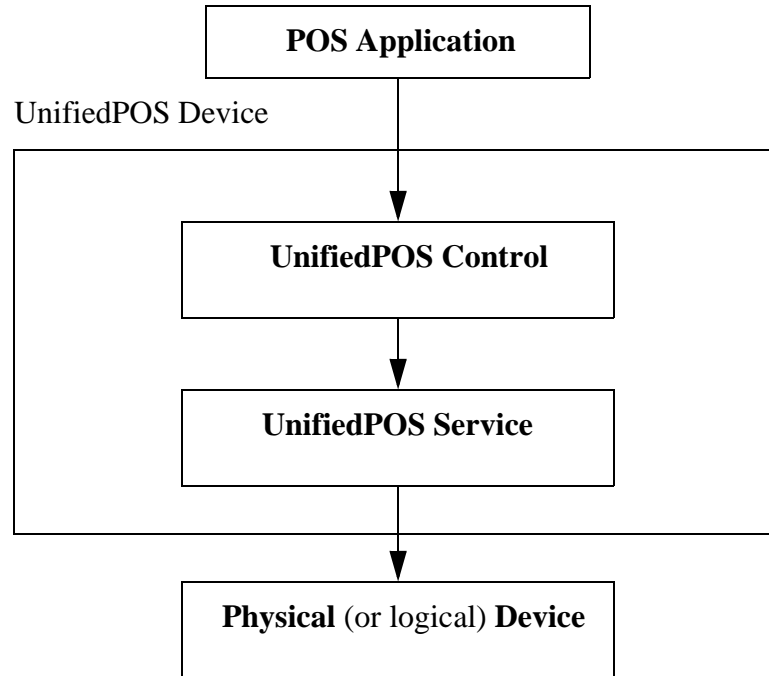 POS Application
UnifiedPOS Device
UnifiedPOS Control
UnifiedPOS Service
Physical (or logical) Device